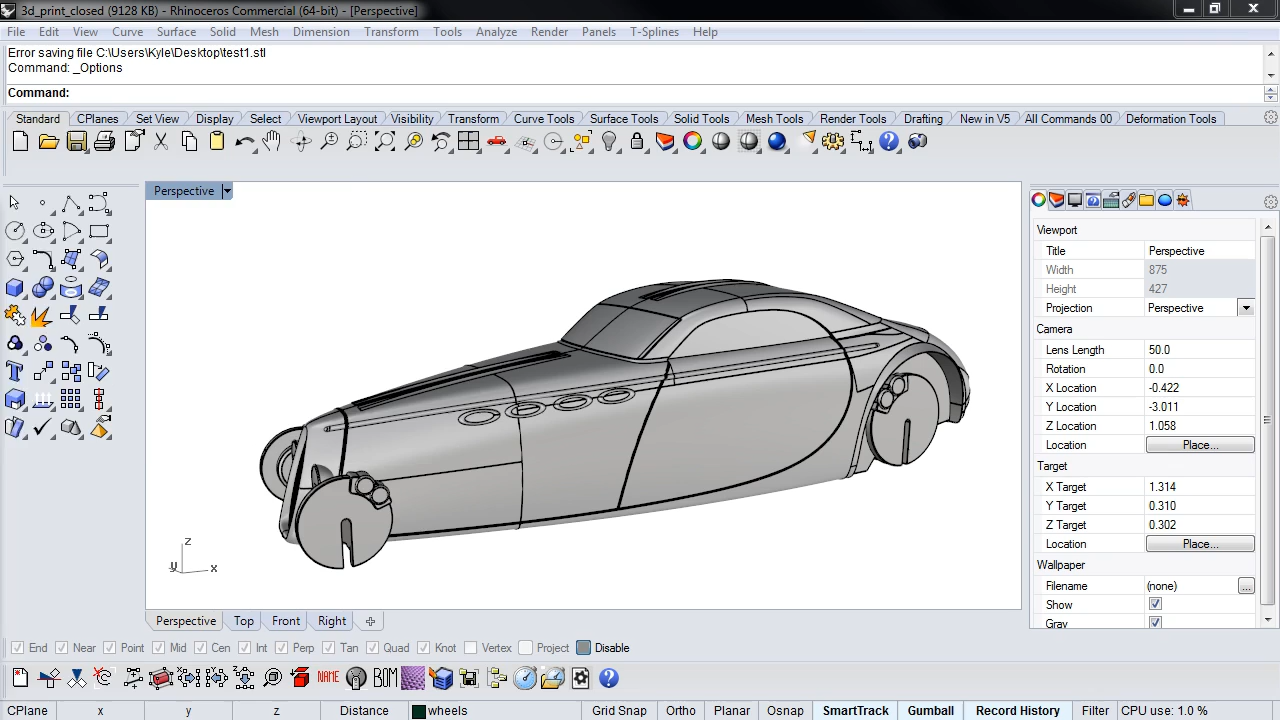 3d_print_closed (9128 KB) - Rhinoceros Commercial (64-bit) - [Perspective]
File Edit View Curve Surface Solid Mesh Dimension Transform Tools Analyze Render Panels T-Splines Help
Error saving file C:\Users\Kyle\Desktop\test1.stl
Command: _Options
Command:
Standard CPlanes Set View Display Select Viewport Layout Visibility Transform Curve Tools Surface Tools Solid Tools Mesh Tools Render Tools Drafting New in V5 All Commands 00 Deformation Tools
Perspective
Viewport
Title Perspective
Width 875
Height 427
Projection Perspective
Camera
Lens Length 50.0
Rotation 0.0
X Location -0.422
Y Location -3.011
Z Location 1.058
Location Place...
Target
X Target 1.314
Y Target 0.310
Z Target 0.302
Location Place...
Wallpaper
Filename (none) ...
Show
Gray
z
y x
Perspective Top Front Right
End Near Point Mid Cen Int Perp Tan Quad Knot Vertex Project Disable
NAME BOM
CPlane x y z Distance wheels Grid Snap Ortho Planar Osnap SmartTrack Gumball Record History Filter CPU use: 1.0 %